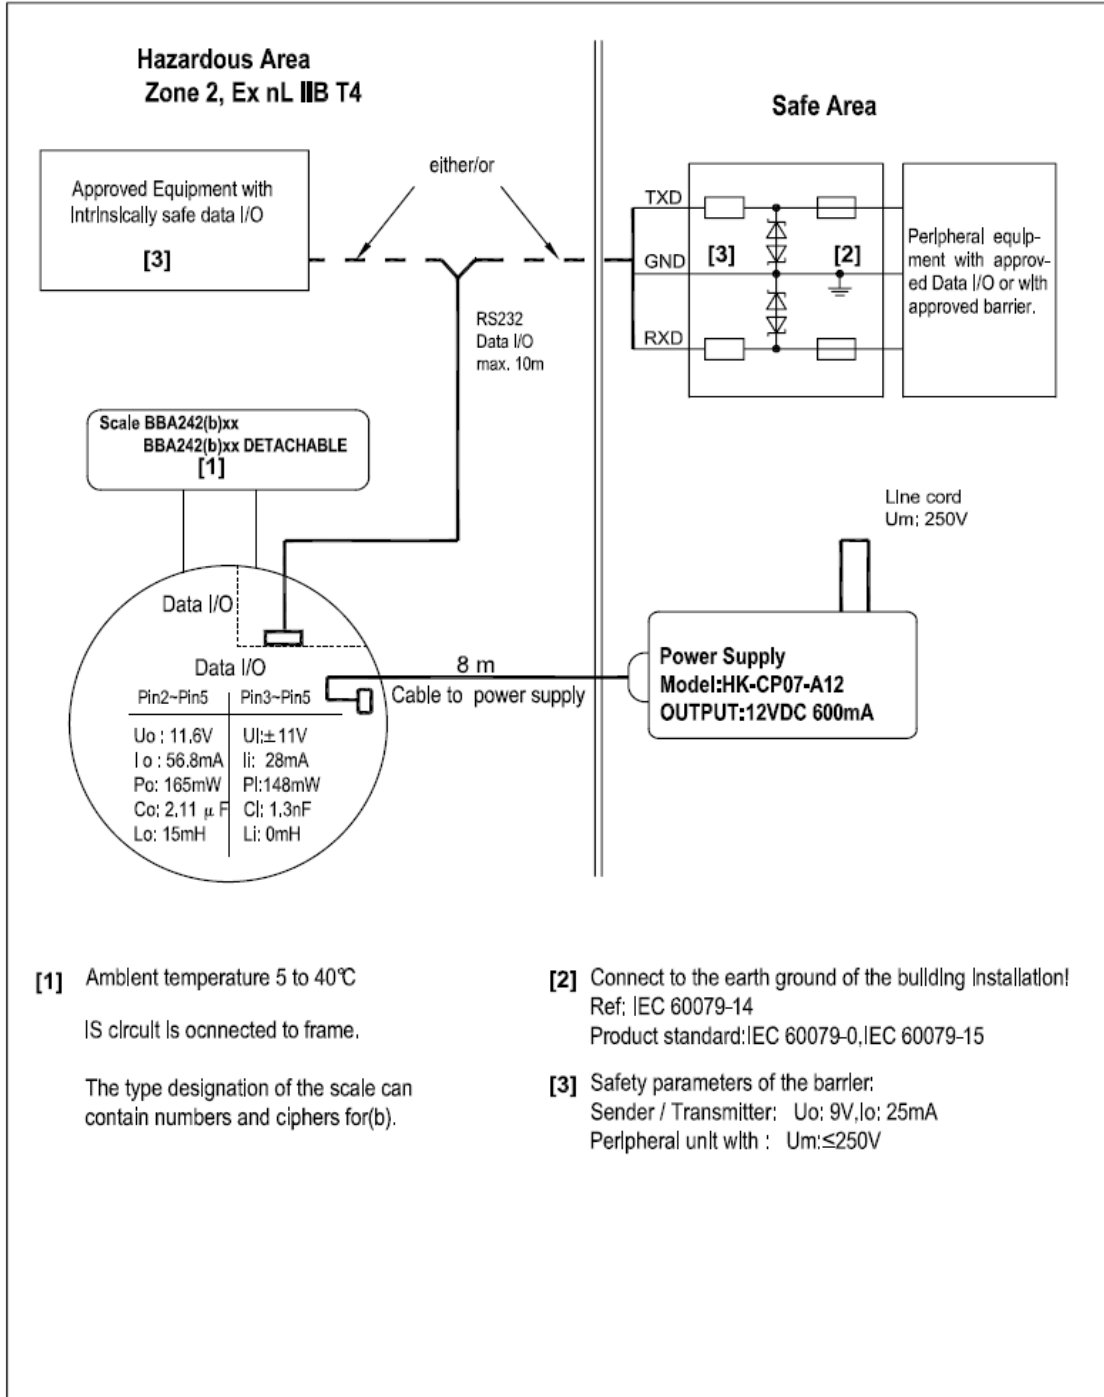 Hazardous Area
Zone 2, Ex nL IIB T4
Safe Area
Approved Equipment with
Intrinsically safe data I/O
[3]
either/or
RS232
Data I/O
max. 10m
TXD
GND
RXD
[3]
[2]
Peripheral equip-
ment with approv-
ed Data I/O or with
approved barrier.
Scale BBA242(b)xx
BBA242(b)xx DETACHABLE
[1]
Line cord
Um: 250V
Data I/O
Data I/O
Pin2~Pin5 Pin3~Pin5
Uo : 11.6V UI:± 11V
I o : 56.8mA Ii: 28mA
Po: 165mW PI:148mW
Co: 2.11 μ F CI: 1.3nF
Lo: 15mH Li: 0mH
8 m
Cable to power supply
Power Supply
Model:HK-CP07-A12
OUTPUT:12VDC 600mA
[1] Ambient temperature 5 to 40℃
IS circuit is ocnnected to frame.
The type designation of the scale can
contain numbers and ciphers for(b).
[2] Connect to the earth ground of the building installation!
Ref: IEC 60079-14
Product standard:IEC 60079-0,IEC 60079-15
[3] Safety parameters of the barrier:
Sender / Transmitter: Uo: 9V,Io: 25mA
Peripheral unit with : Um:≤250V